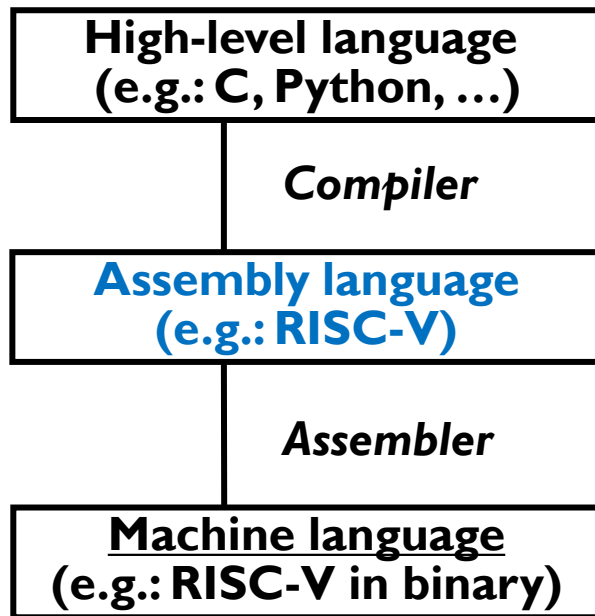 High-level language
(e.g.: C, Python, …)
Compiler
Assembly language
(e.g.: RISC-V)
Assembler
Machine language
(e.g.: RISC-V in binary)